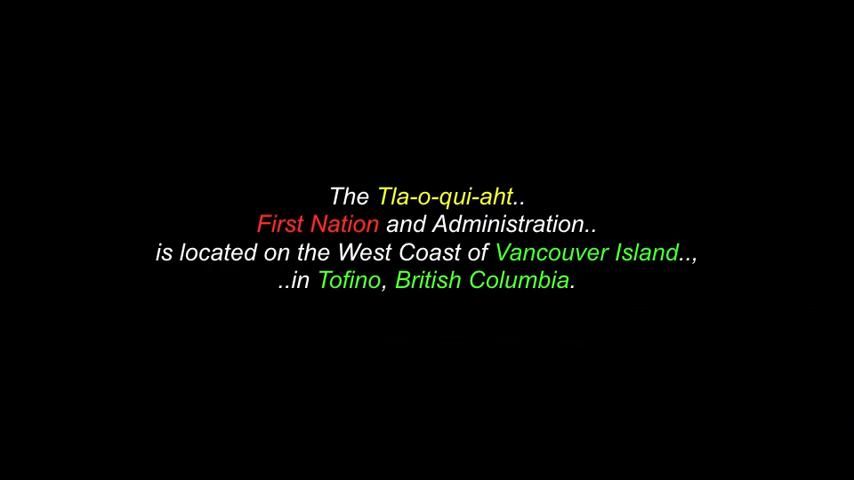 The Tla-o-qui-aht..
First Nation and Administration..
is located on the West Coast of Vancouver Island..,
..in Tofino, British Columbia.